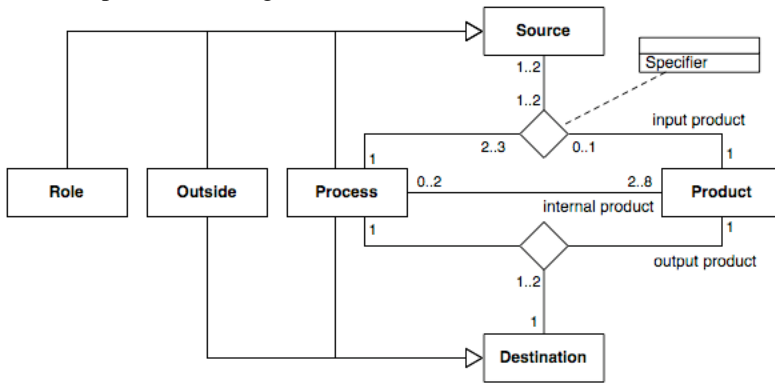 Source
Specifier
1..2
1..2
input product
2..3
0..1
1
1
Role
Outside
Process
0..2
2..8
Product
internal product
1
1
output product
1..2
1
Destination